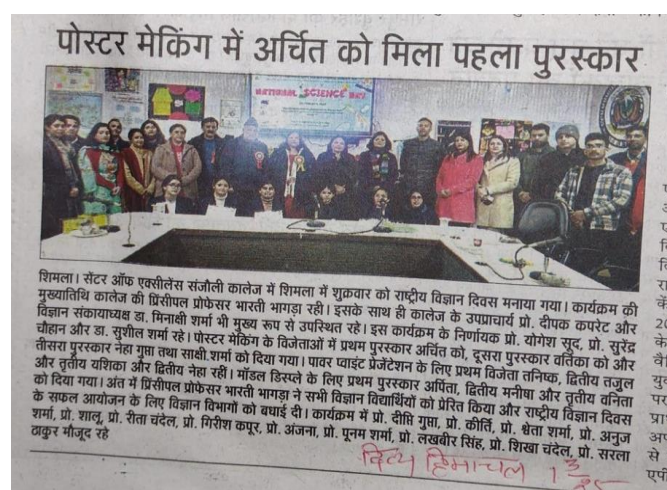 पोस्टर मेकिंग में अर्चित को मिला पहला पुरस्कार
NATIONAL SCIENCE DAY
शिमला। सेंटर ऑफ एक्सीलेंस संजौली कालेज में शिमला में शुक्रवार को राष्ट्रीय विज्ञान दिवस मनाया गया। कार्यक्रम की
मुख्यातिथि कालेज की प्रिंसीपल प्रोफेसर भारती भागड़ा रही। इसके साथ ही कालेज के उपप्राचार्य प्रो. दीपक कपरेट और
विज्ञान संकायाध्यक्ष डा. मिनाक्षी शर्मा भी मुख्य रूप से उपस्थित रहे। इस कार्यक्रम के निर्णायक प्रो. योगेश सूद, प्रो. सुरेंद्र
चौहान और डा. सुशील शर्मा रहे। पोस्टर मेकिंग के विजेताओं में प्रथम पुरस्कार अर्चित को, दूसरा पुरस्कार वर्तिका को और
तीसरा पुरस्कार नेहा गुप्ता तथा साक्षी शर्मा को दिया गया। पावर प्वाइंट प्रेजेंटेशन के लिए प्रथम विजेता तनिष्क, द्वितीय तजुल
और तृतीय यशिका और द्वितीय नेहा रहीं। मॉडल डिस्प्ले के लिए प्रथम पुरस्कार अर्पिता, द्वितीय मनीषा और तृतीय वनिता
को दिया गया। अंत में प्रिंसीपल प्रोफेसर भारती भागड़ा ने सभी विज्ञान विद्यार्थियों को प्रेरित किया और राष्ट्रीय विज्ञान दिवस
के सफल आयोजन के लिए विज्ञान विभागों को बधाई दी। कार्यक्रम में प्रो. दीप्ति गुप्ता, प्रो. कीर्ति, प्रो. श्वेता शर्मा, प्रो. अनुज
शर्मा, प्रो. शालू, प्रो. रीता चंदेल, प्रो. गिरीश कपूर, प्रो. अंजना, प्रो. पूनम शर्मा, प्रो. लखबीर सिंह, प्रो. शिखा चंदेल, प्रो. सरला
ठाकुर मौजूद रहे
दिव्य हिमाचल 1 3/25